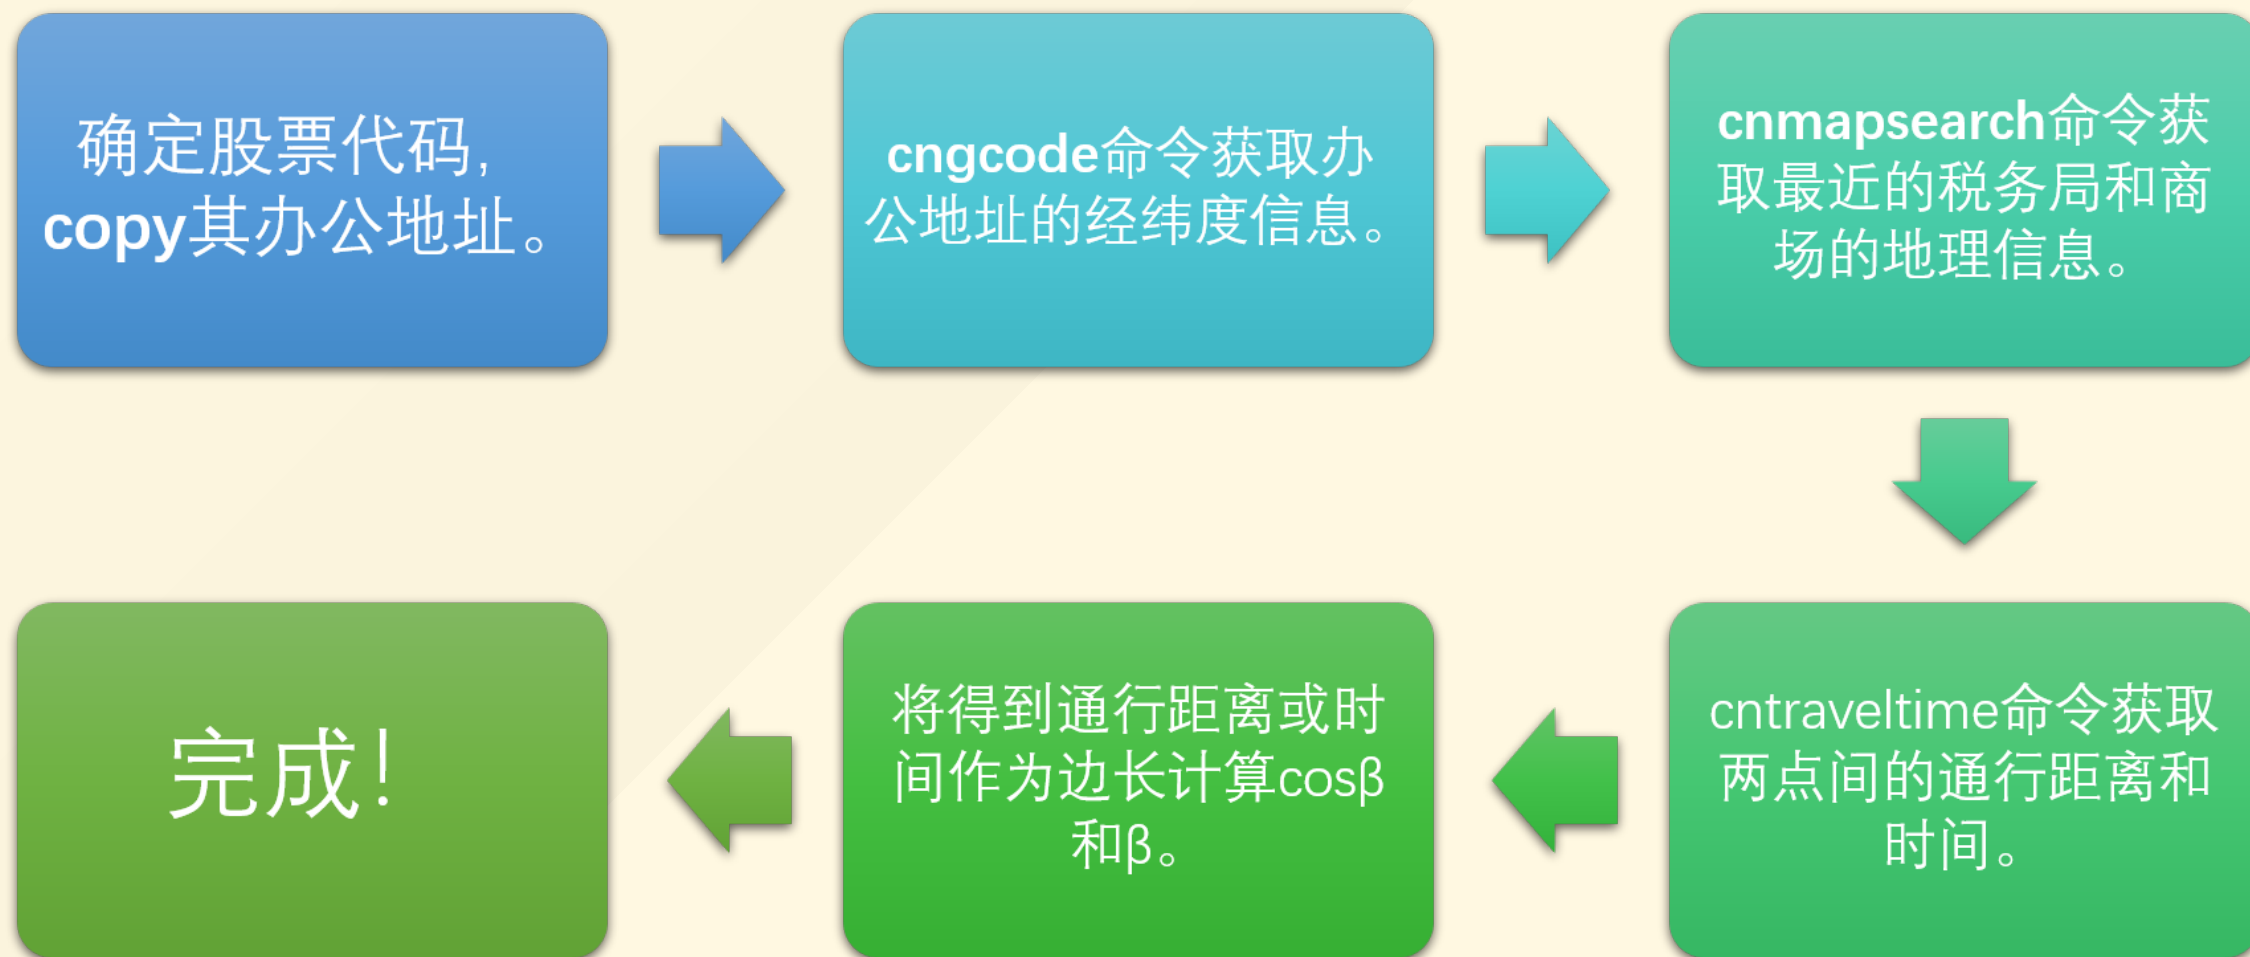 确定股票代码,
copy其办公地址。
cngcode命令获取办
公地址的经纬度信息。
cnmapsearch命令获
取最近的税务局和商
场的地理信息。
cntraveltime命令获取
两点间的通行距离和
时间。
将得到通行距离或时
间作为边长计算cosβ
和β。
完成!